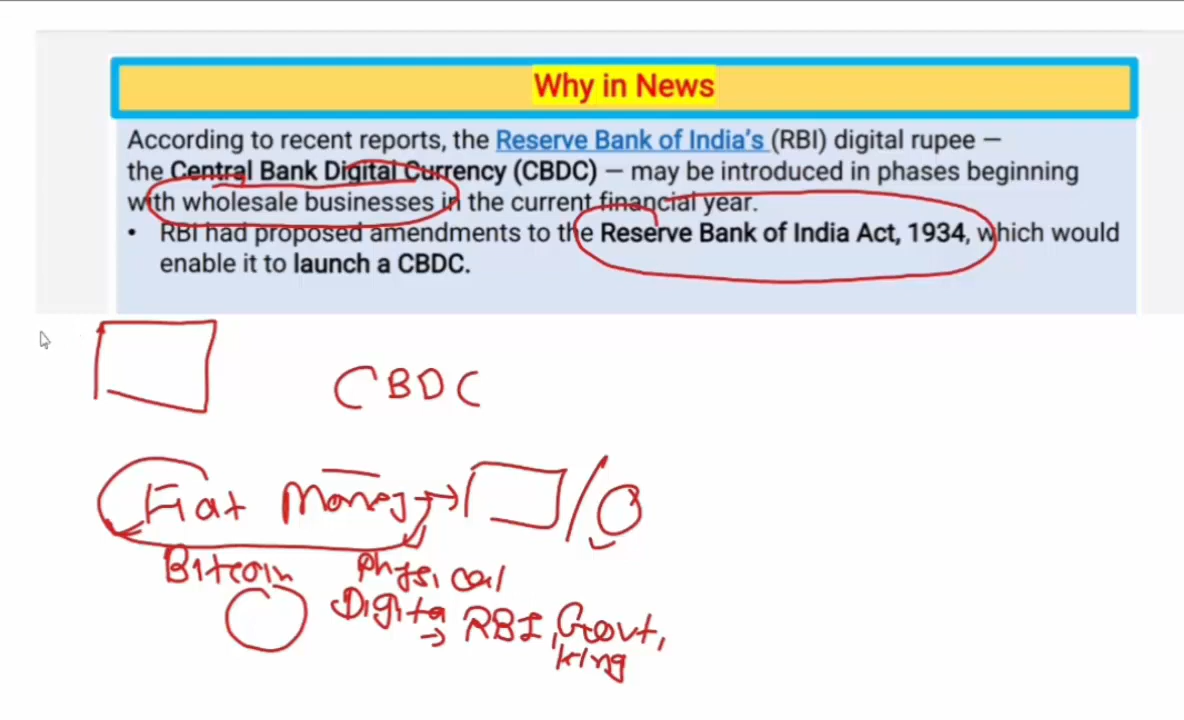 Why in News
According to recent reports, the Reserve Bank of India's (RBI) digital rupee –
the Central Bank Digital Currency (CBDC) – may be introduced in phases beginning
with wholesale businesses in the current financial year.
• RBI had proposed amendments to the Reserve Bank of India Act, 1934, which would
enable it to launch a CBDC.
CBDC
Fiat Money → /
Bitcoin Physical
Digital
→ RBI, Govt,
King